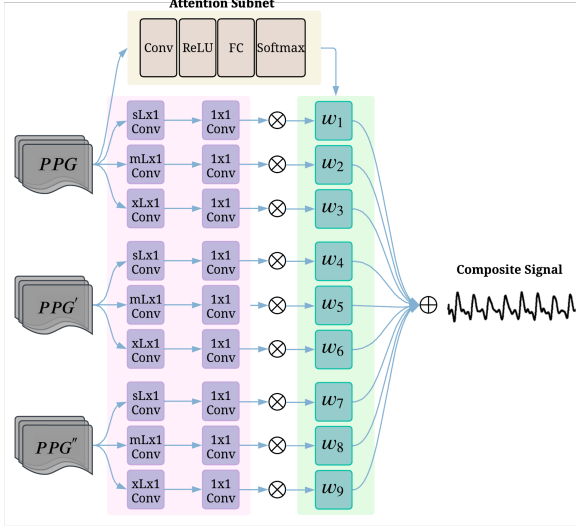 Attention Subnet
Conv ReLU FC Softmax
sLx1 Conv
1x1 Conv
w1
PPG
mLx1 Conv
1x1 Conv
w2
xLx1 Conv
1x1 Conv
w3
sLx1 Conv
1x1 Conv
w4
PPG′
mLx1 Conv
1x1 Conv
w5
xLx1 Conv
1x1 Conv
w6
Composite Signal
sLx1 Conv
1x1 Conv
w7
PPG″
mLx1 Conv
1x1 Conv
w8
xLx1 Conv
1x1 Conv
w9